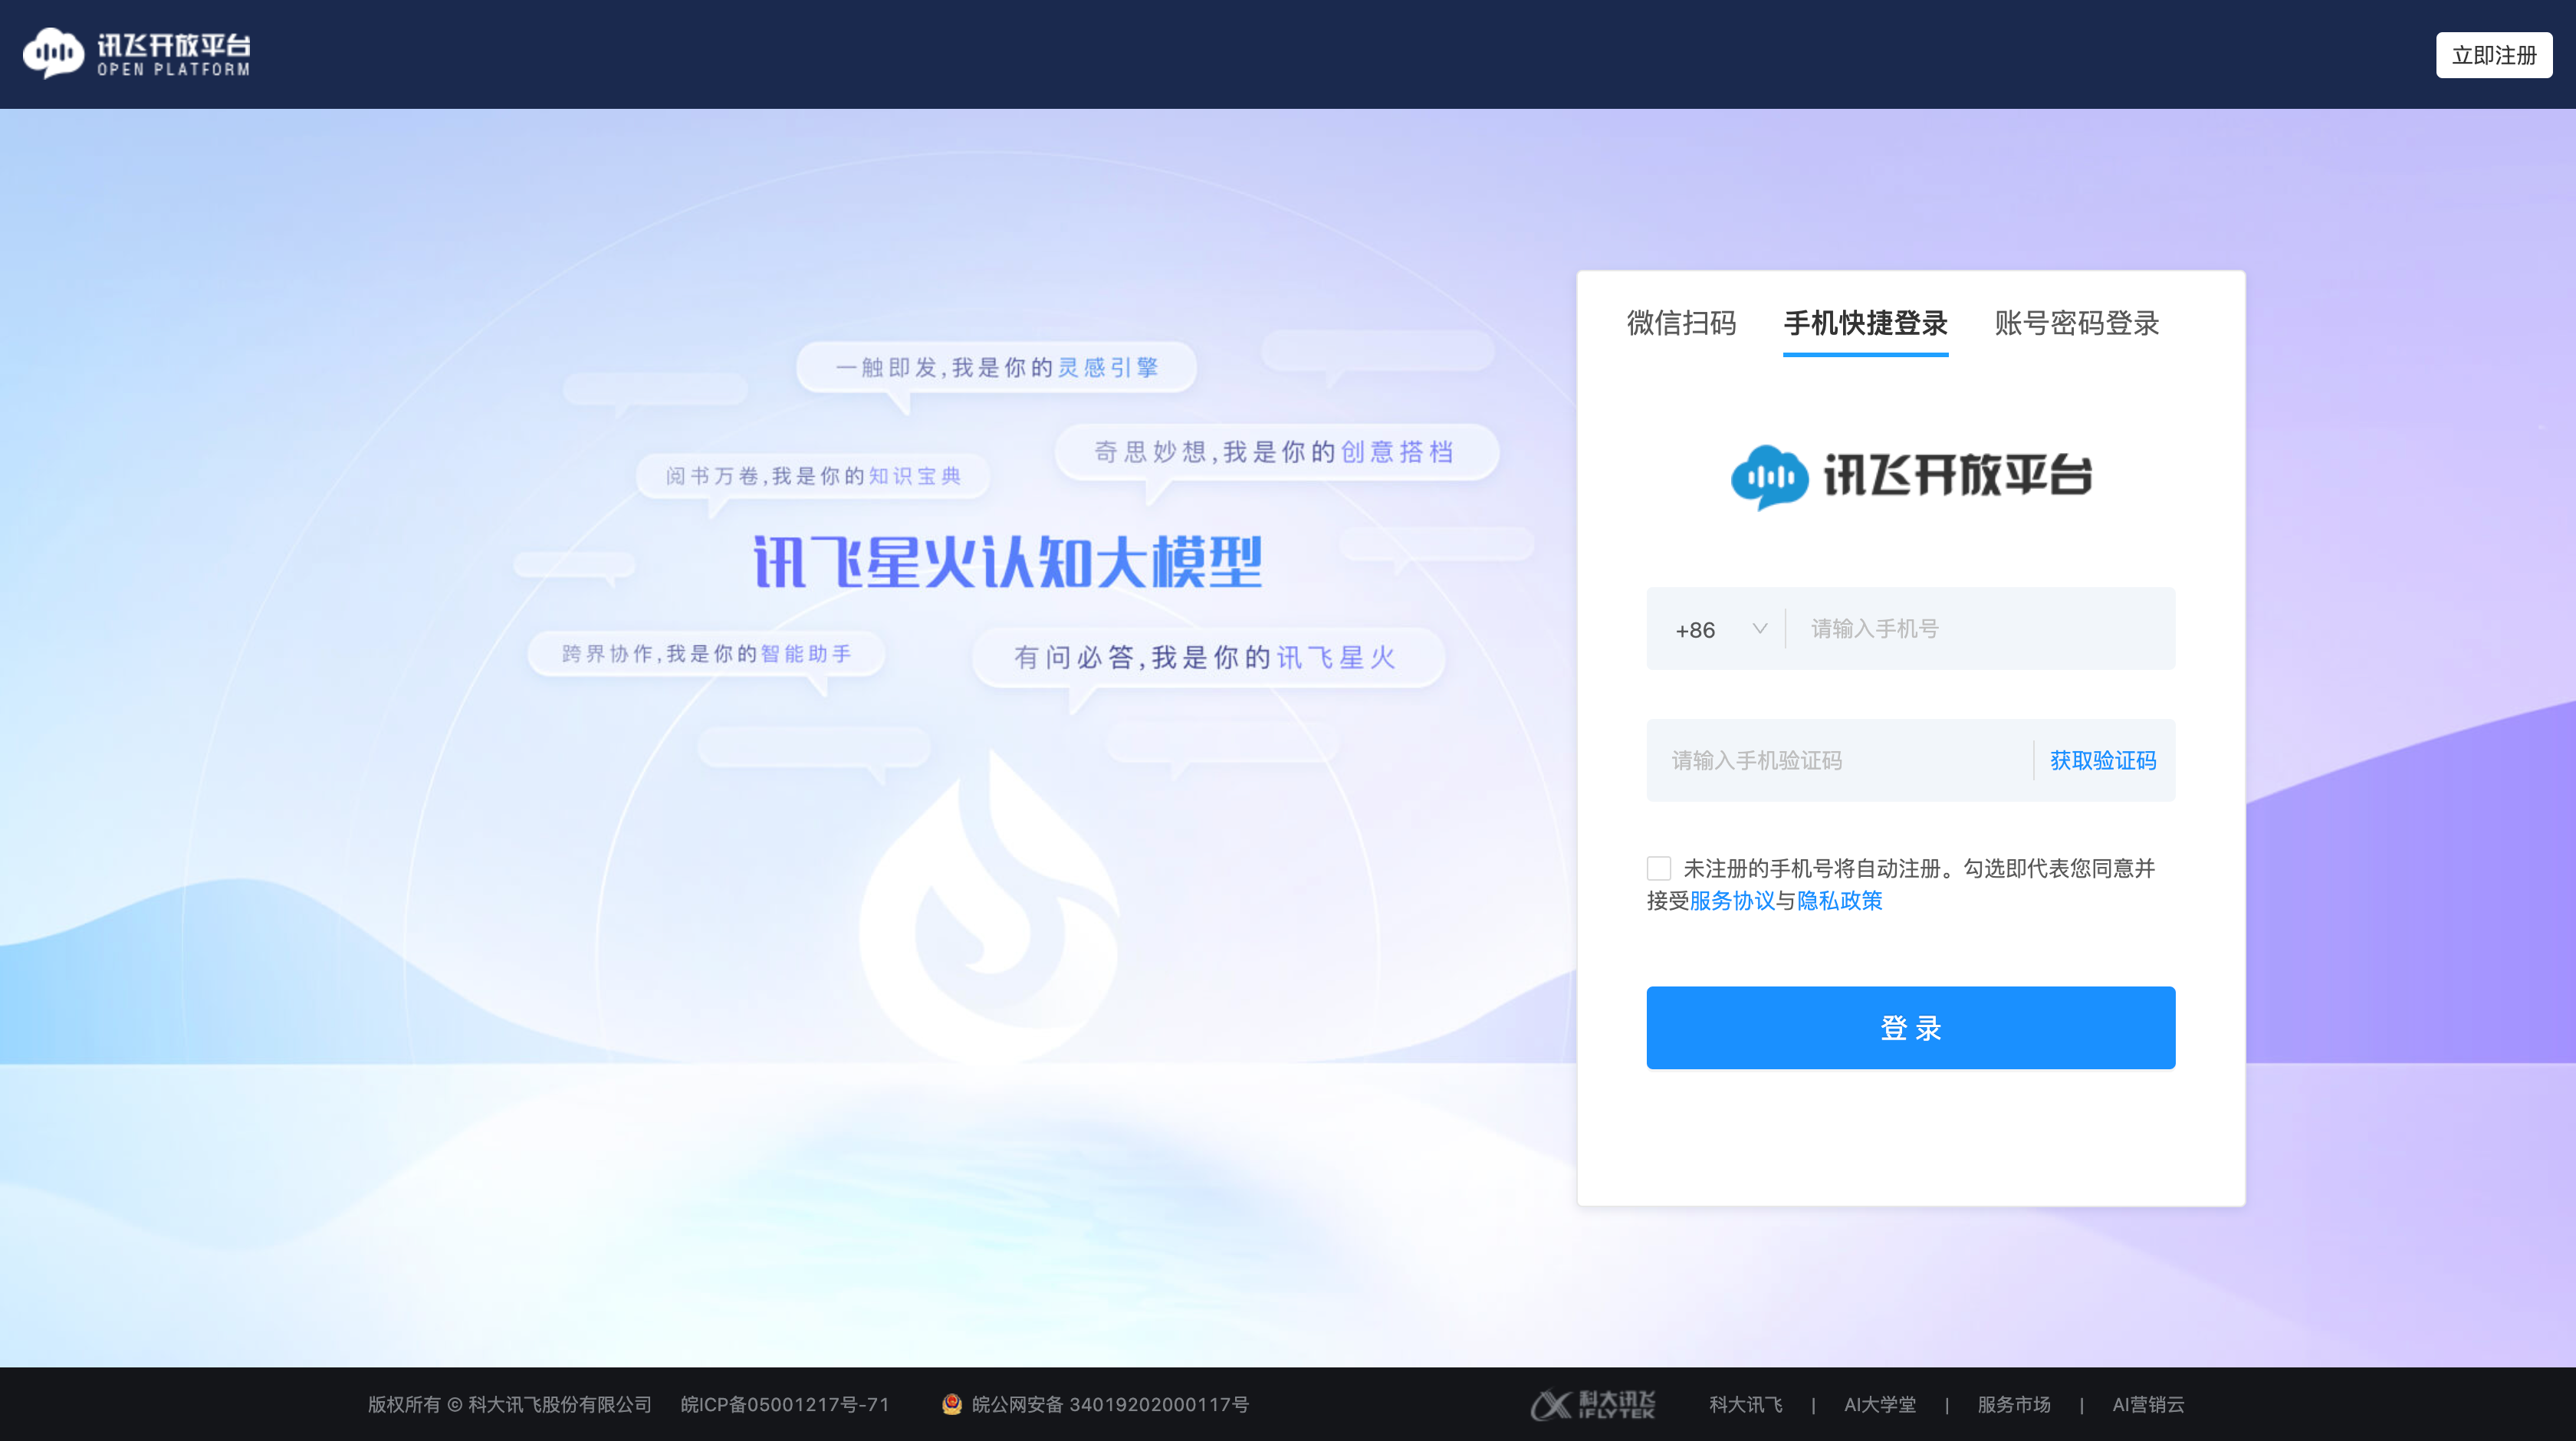 讯飞开放平台
OPEN PLATFORM
立即注册
一触即发,我是你的灵感引擎
奇思妙想,我是你的创意搭档
阅书万卷,我是你的知识宝典
讯飞星火认知大模型
跨界协作,我是你的智能助手
有问必答,我是你的讯飞星火
微信扫码 手机快捷登录 账号密码登录
讯飞开放平台
+86 请输入手机号
请输入手机验证码 获取验证码
未注册的手机号将自动注册。勾选即代表您同意并
接受服务协议与隐私政策
登 录
版权所有 © 科大讯飞股份有限公司 皖ICP备05001217号-71 皖公网安备 34019202000117号
科大讯飞
iFLYTEK
科大讯飞 | AI大学堂 | 服务市场 | AI营销云